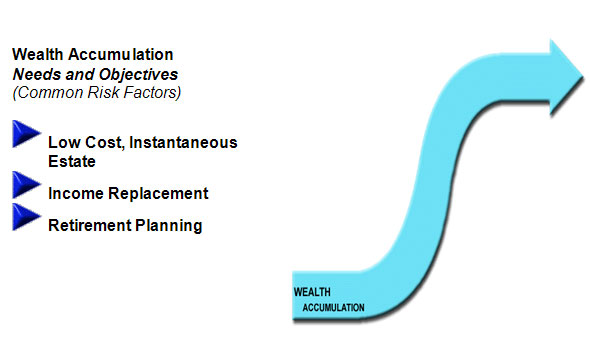 Wealth Accumulation
Needs and Objectives
(Common Risk Factors)
Low Cost, Instantaneous
Estate
Income Replacement
Retirement Planning
WEALTH
ACCUMULATION